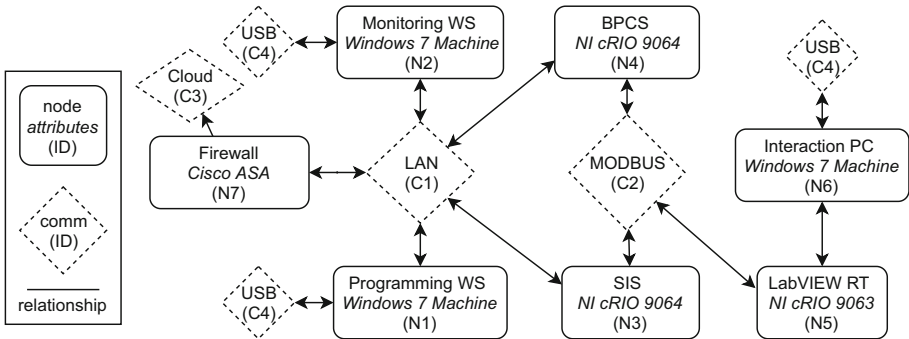 node
attributes
(ID)
comm
(ID)
relationship
Cloud
(C3)
USB
(C4)
Monitoring WS
Windows 7 Machine
(N2)
BPCS
NI cRIO 9064
(N4)
USB
(C4)
Firewall
Cisco ASA
(N7)
LAN
(C1)
MODBUS
(C2)
Interaction PC
Windows 7 Machine
(N6)
USB
(C4)
Programming WS
Windows 7 Machine
(N1)
SIS
NI cRIO 9064
(N3)
LabVIEW RT
NI cRIO 9063
(N5)